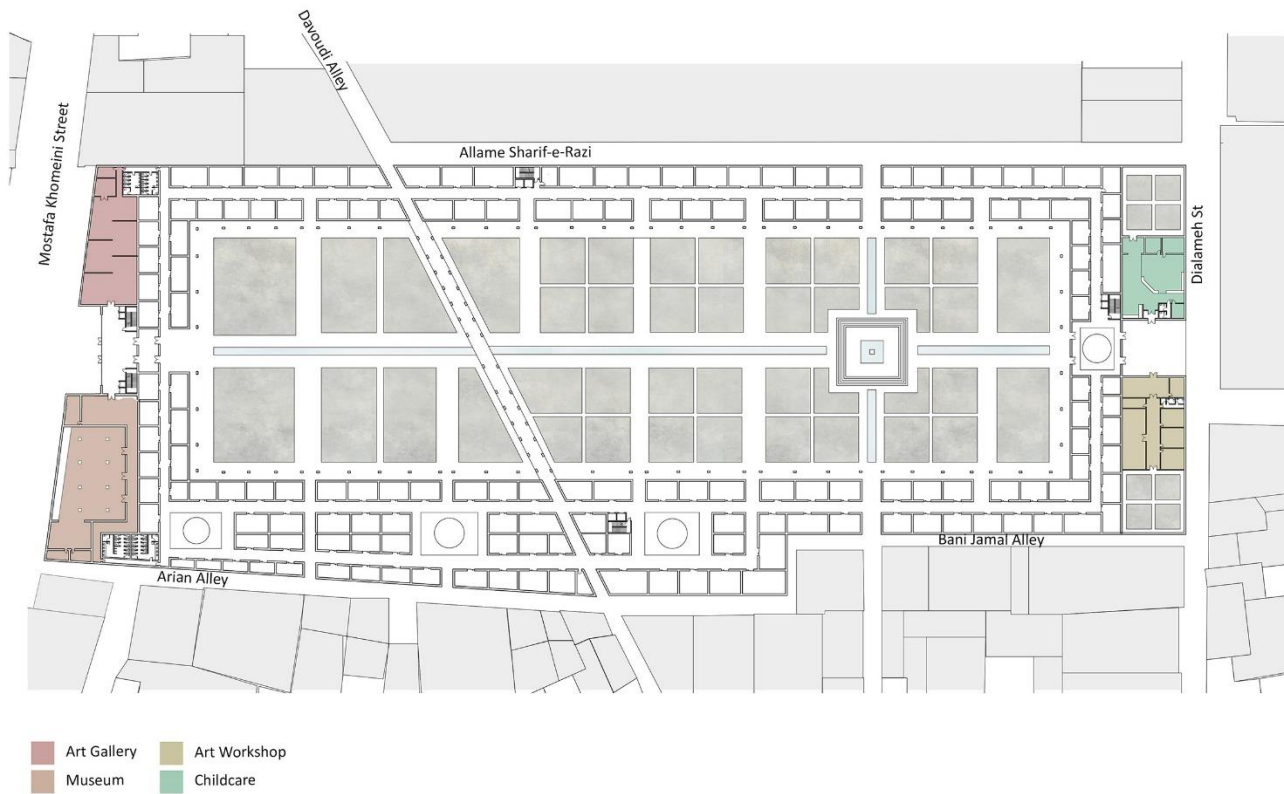 Davoudi Alley
Mostafa Khomeini Street
Allame Sharif-e-Razi
Dialameh St
Bani Jamal Alley
Arian Alley
Art Gallery
Art Workshop
Museum
Childcare